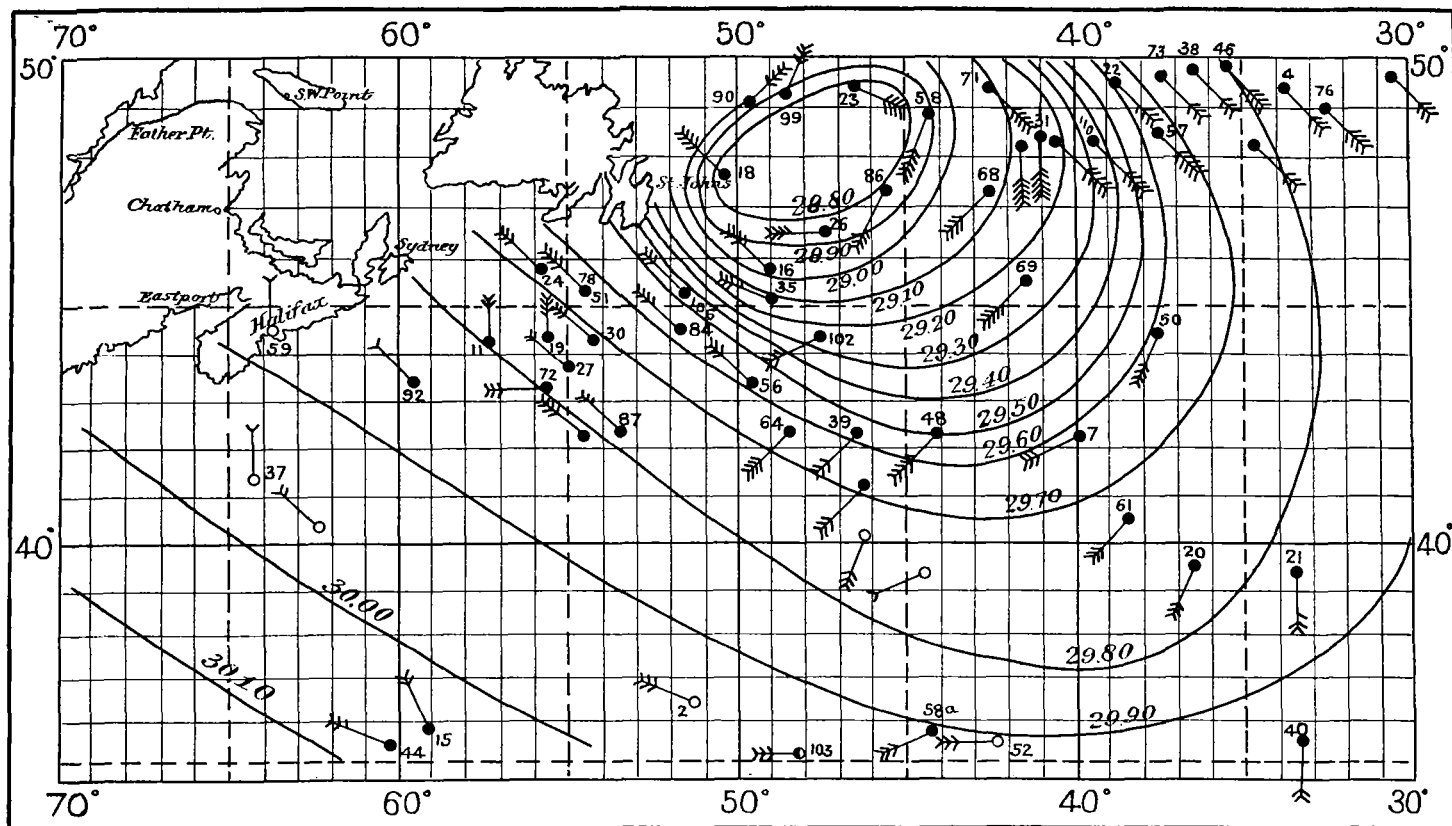 70° 60° 50° 40° 30°
50° 50°
73 38 46
S.W. Point
90 99 23 58 71 22 4 76
Father Pt. 31 110 57
18 86 68
St. Johns
29.80
Chatham 26
Sydney
28.90
24 78 16 29.00 69
Eastport 51 35 29.10
Halifax 106
59 84 102 29.20 50
11 19 30
27 29.30
92 72 56 29.40
87 64 39 48 29.50 7
29.60
37
29.70
61
40° 40°
20 21
30.00
29.80
30.10
2 58a 29.90
15 40
44 103 52
70° 60° 50° 40° 30°